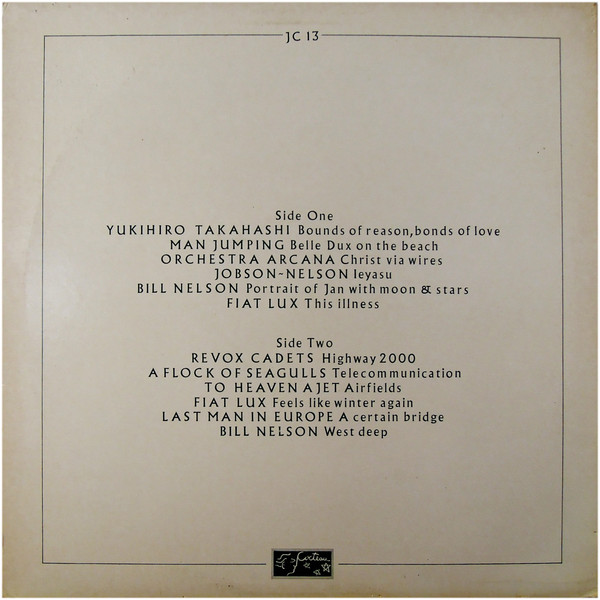 JC 13
Side One
YUKIHIRO TAKAHASHI Bounds of reason,bonds of love
MAN JUMPING Belle Dux on the beach
ORCHESTRA ARCANA Christ via wires
JOBSON~NELSON Ieyasu
BILL NELSON Portrait of Jan with moon & stars
FIAT LUX This illness
Side Two
REVOX CADETS Highway 2000
A FLOCK OF SEAGULLS Telecommunication
TO HEAVEN A JET Airfields
FIAT LUX Feels like winter again
LAST MAN IN EUROPE A certain bridge
BILL NELSON West deep
Cocteau